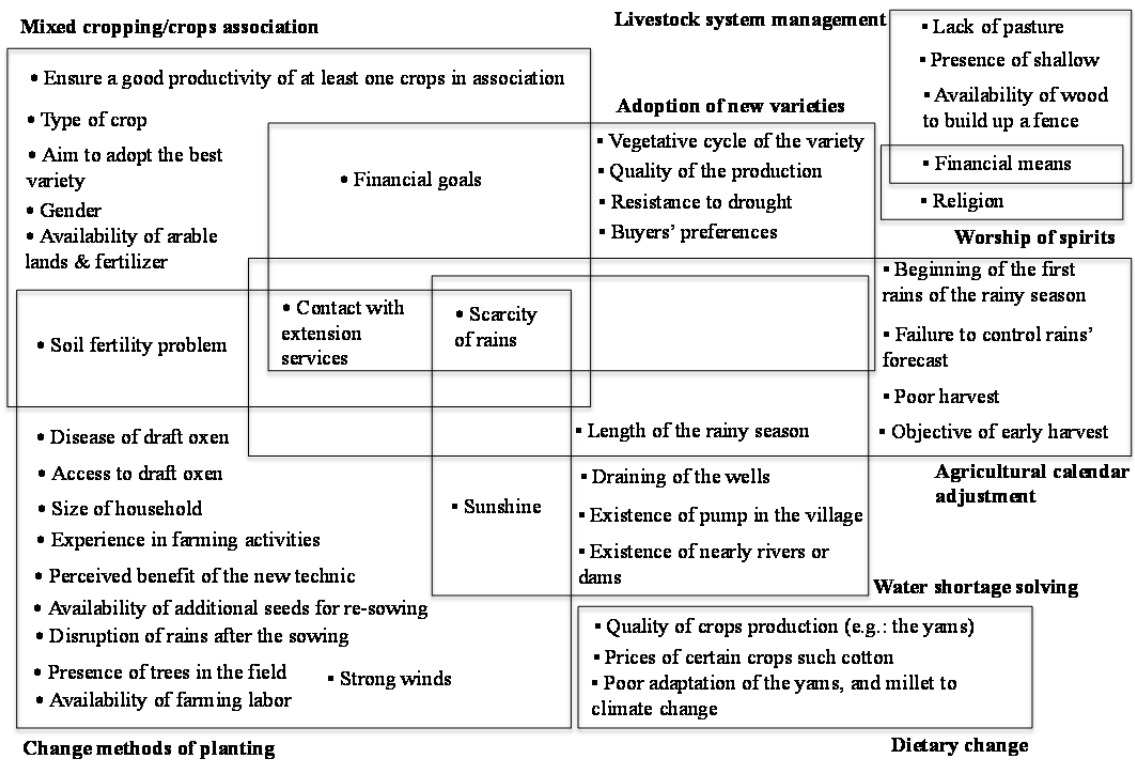 Mixed cropping/crops association
Livestock system management
• Lack of pasture
• Presence of shallow
• Availability of wood
to build up a fence
• Ensure a good productivity of at least one crops in association
• Type of crop
• Aim to adopt the best
variety
• Gender
• Availability of arable
lands & fertilizer
Adoption of new varieties
• Financial goals
▪ Vegetative cycle of the variety
▪ Quality of the production
▪ Resistance to drought
▪ Buyers' preferences
▪ Financial means
▪ Religion
Worship of spirits
• Soil fertility problem
• Contact with
extension
services
• Scarcity
of rains
▪ Beginning of the first
rains of the rainy season
▪ Failure to control rains'
forecast
▪ Poor harvest
▪ Objective of early harvest
▪ Length of the rainy season
Agricultural calendar
adjustment
• Disease of draft oxen
• Access to draft oxen
• Size of household
• Experience in farming activities
• Perceived benefit of the new technic
• Availability of additional seeds for re-sowing
• Disruption of rains after the sowing
• Presence of trees in the field
• Availability of farming labor
▪ Strong winds
▪ Sunshine
▪ Draining of the wells
▪ Existence of pump in the village
▪ Existence of nearly rivers or
dams
Water shortage solving
▪ Quality of crops production (e.g.: the yams)
▪ Prices of certain crops such cotton
▪ Poor adaptation of the yams, and millet to
climate change
Change methods of planting
Dietary change